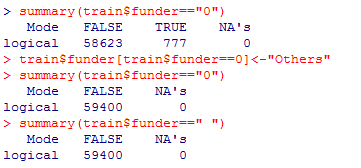 > summary(train$funder=="0")
   Mode   FALSE    TRUE    NA's
logical   58623     777       0
> train$funder[train$funder==0]<-"Others"
> summary(train$funder=="0")
   Mode   FALSE    NA's
logical   59400       0
> summary(train$funder==" ")
   Mode   FALSE    NA's
logical   59400       0